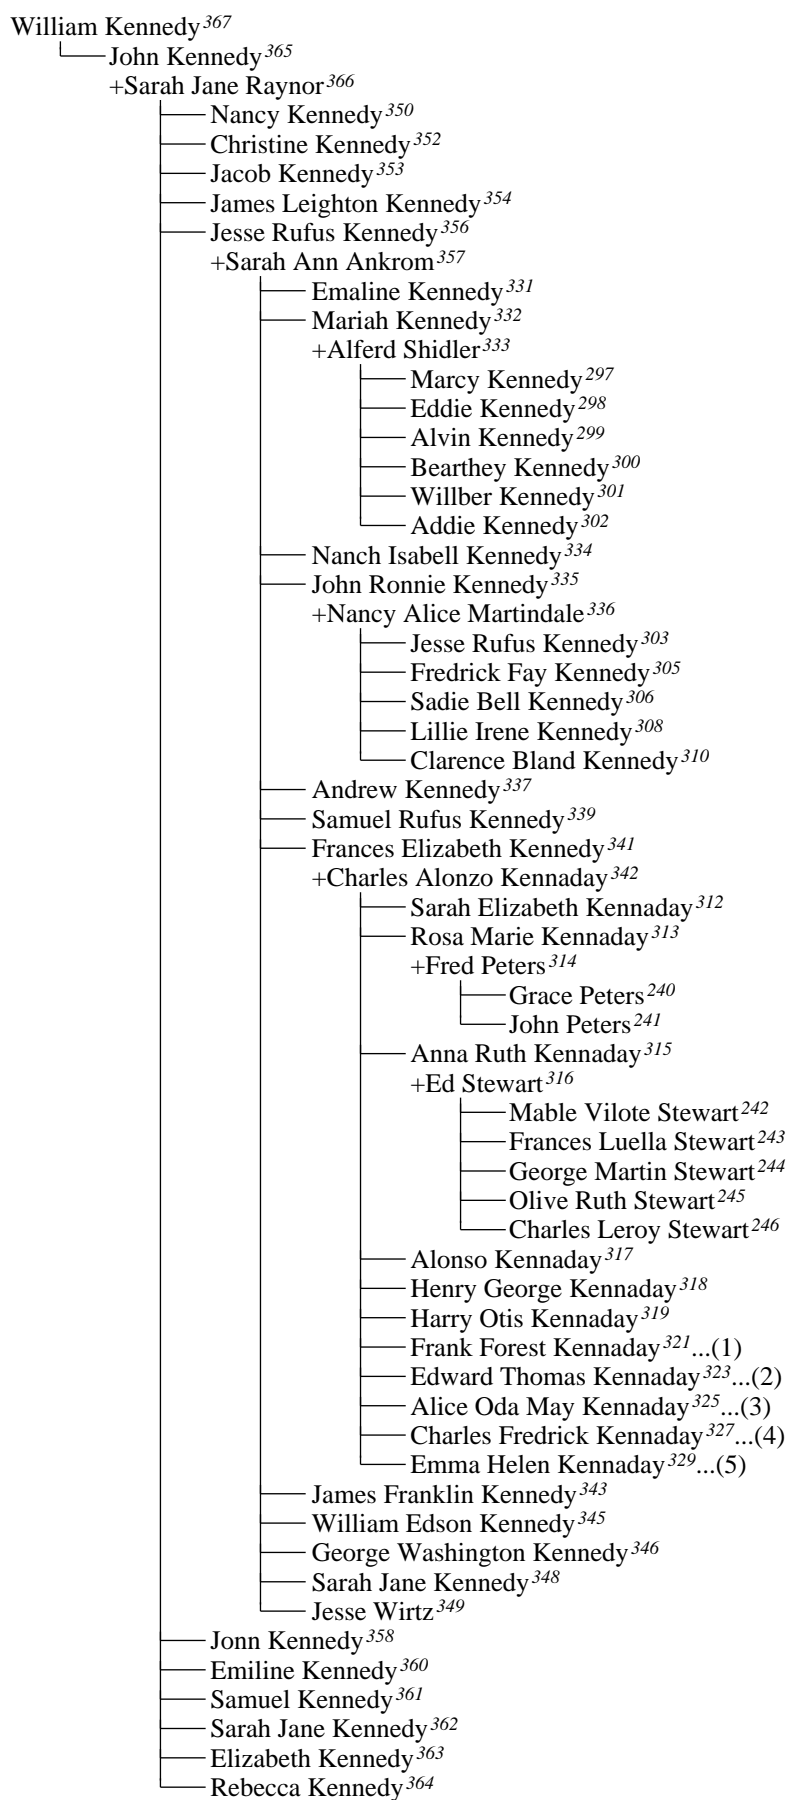 William Kennedy367
John Kennedy365
+Sarah Jane Raynor366
Nancy Kennedy350
Christine Kennedy352
Jacob Kennedy353
James Leighton Kennedy354
Jesse Rufus Kennedy356
+Sarah Ann Ankrom357
Emaline Kennedy331
Mariah Kennedy332
+Alferd Shidler333
Marcy Kennedy297
Eddie Kennedy298
Alvin Kennedy299
Bearthey Kennedy300
Willber Kennedy301
Addie Kennedy302
Nanch Isabell Kennedy334
John Ronnie Kennedy335
+Nancy Alice Martindale336
Jesse Rufus Kennedy303
Fredrick Fay Kennedy305
Sadie Bell Kennedy306
Lillie Irene Kennedy308
Clarence Bland Kennedy310
Andrew Kennedy337
Samuel Rufus Kennedy339
Frances Elizabeth Kennedy341
+Charles Alonzo Kennaday342
Sarah Elizabeth Kennaday312
Rosa Marie Kennaday313
+Fred Peters314
Grace Peters240
John Peters241
Anna Ruth Kennaday315
+Ed Stewart316
Mable Vilote Stewart242
Frances Luella Stewart243
George Martin Stewart244
Olive Ruth Stewart245
Charles Leroy Stewart246
Alonso Kennaday317
Henry George Kennaday318
Harry Otis Kennaday319
Frank Forest Kennaday321...(1)
Edward Thomas Kennaday323...(2)
Alice Oda May Kennaday325...(3)
Charles Fredrick Kennaday327...(4)
Emma Helen Kennaday329...(5)
James Franklin Kennedy343
William Edson Kennedy345
George Washington Kennedy346
Sarah Jane Kennedy348
Jesse Wirtz349
Jonn Kennedy358
Emiline Kennedy360
Samuel Kennedy361
Sarah Jane Kennedy362
Elizabeth Kennedy363
Rebecca Kennedy364